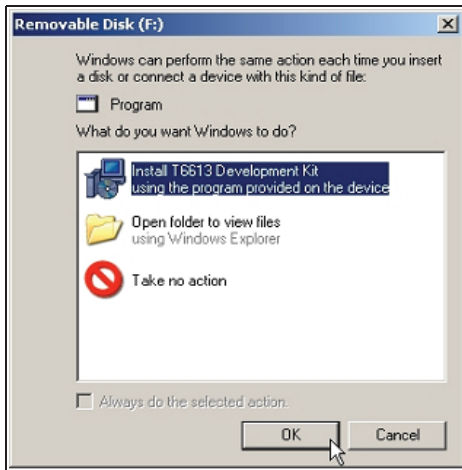 Removable Disk (F:)
Windows can perform the same action each time you insert
a disk or connect a device with this kind of file:
Program
What do you want Windows to do?
Install T6613 Development Kit
using the program provided on the device
Open folder to view files
using Windows Explorer
Take no action
Always do the selected action.
OK
Cancel